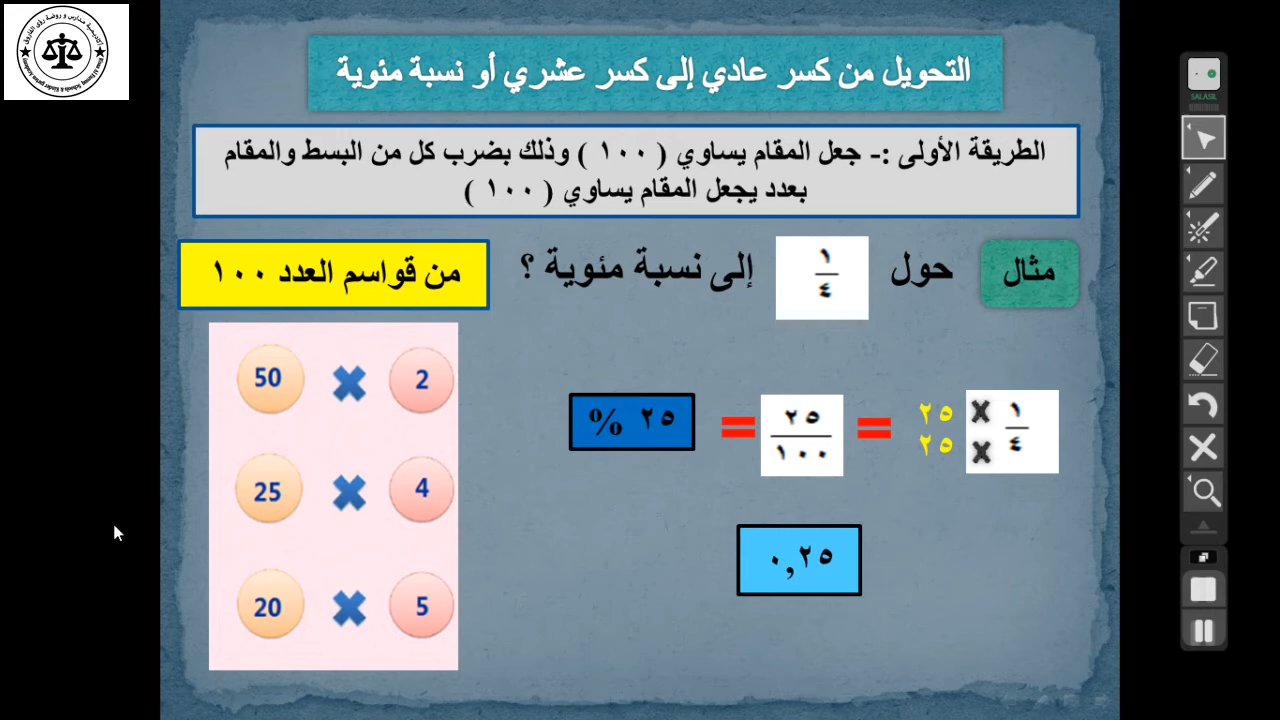 التحويل من كسر عادي إلى كسر عشري أو نسبة مئوية
الطريقة الأولى :- جعل المقام يساوي ( ١٠٠ ) وذلك بضرب كل من البسط والمقام
بعدد يجعل المقام يساوي ( ١٠٠ )
مثال
حول ١/٤ إلى نسبة مئوية ؟
من قواسم العدد ١٠٠
١ × ٢٥ = ٢٥ = ٢٥ %
٤ × ٢٥ ١٠٠
٠,٢٥
2 × 50
4 × 25
5 × 20
SALASIL